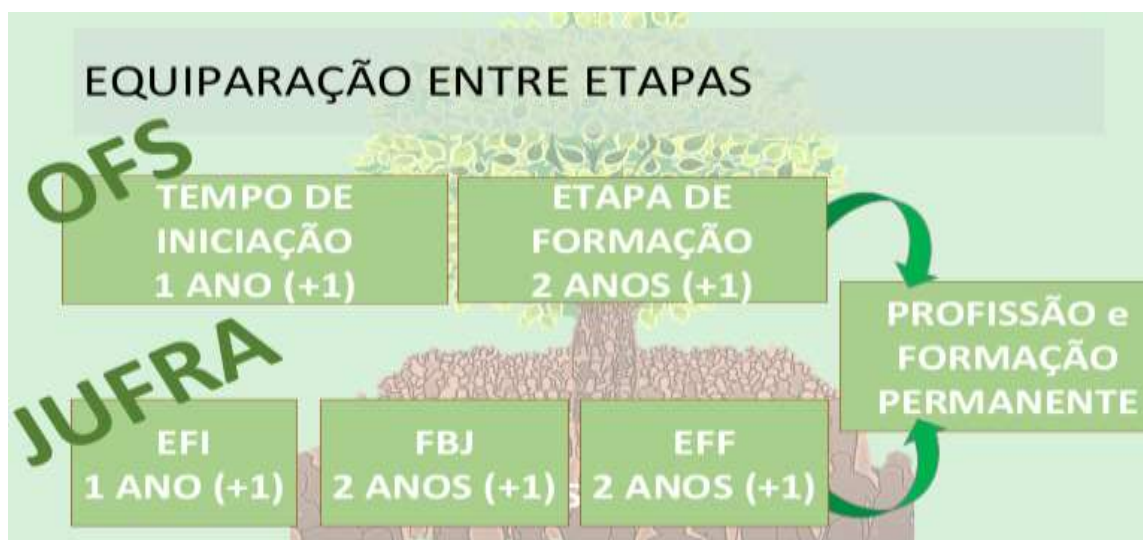 EQUIPARAÇÃO ENTRE ETAPAS
OFS
TEMPO DE
INICIAÇÃO
1 ANO (+1)
ETAPA DE
FORMAÇÃO
2 ANOS (+1)
PROFISSÃO e
FORMAÇÃO
PERMANENTE
JUFRA
EFI
1 ANO (+1)
FBJ
2 ANOS (+1)
EFF
2 ANOS (+1)